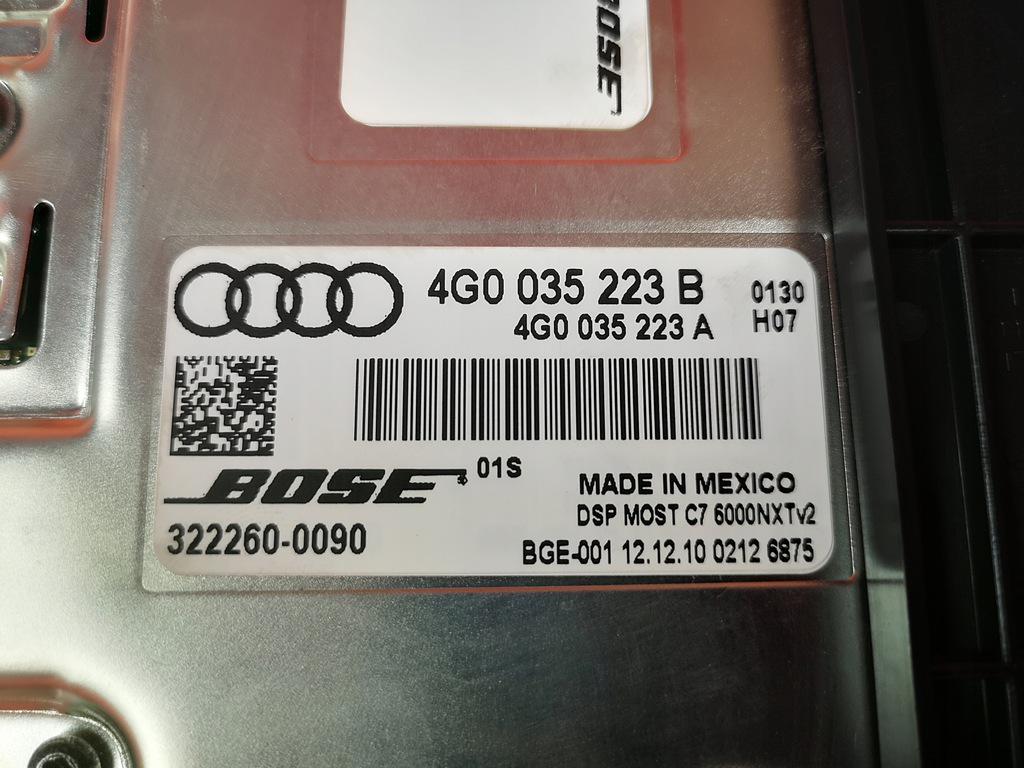 BOSE
4G0 035 223 B
0130
4G0 035 223 A
H07
BOSE 01S
MADE IN MEXICO
DSP MOST C7 6000NXTv2
322260-0090
BGE-001 12.12.10 0212 6875